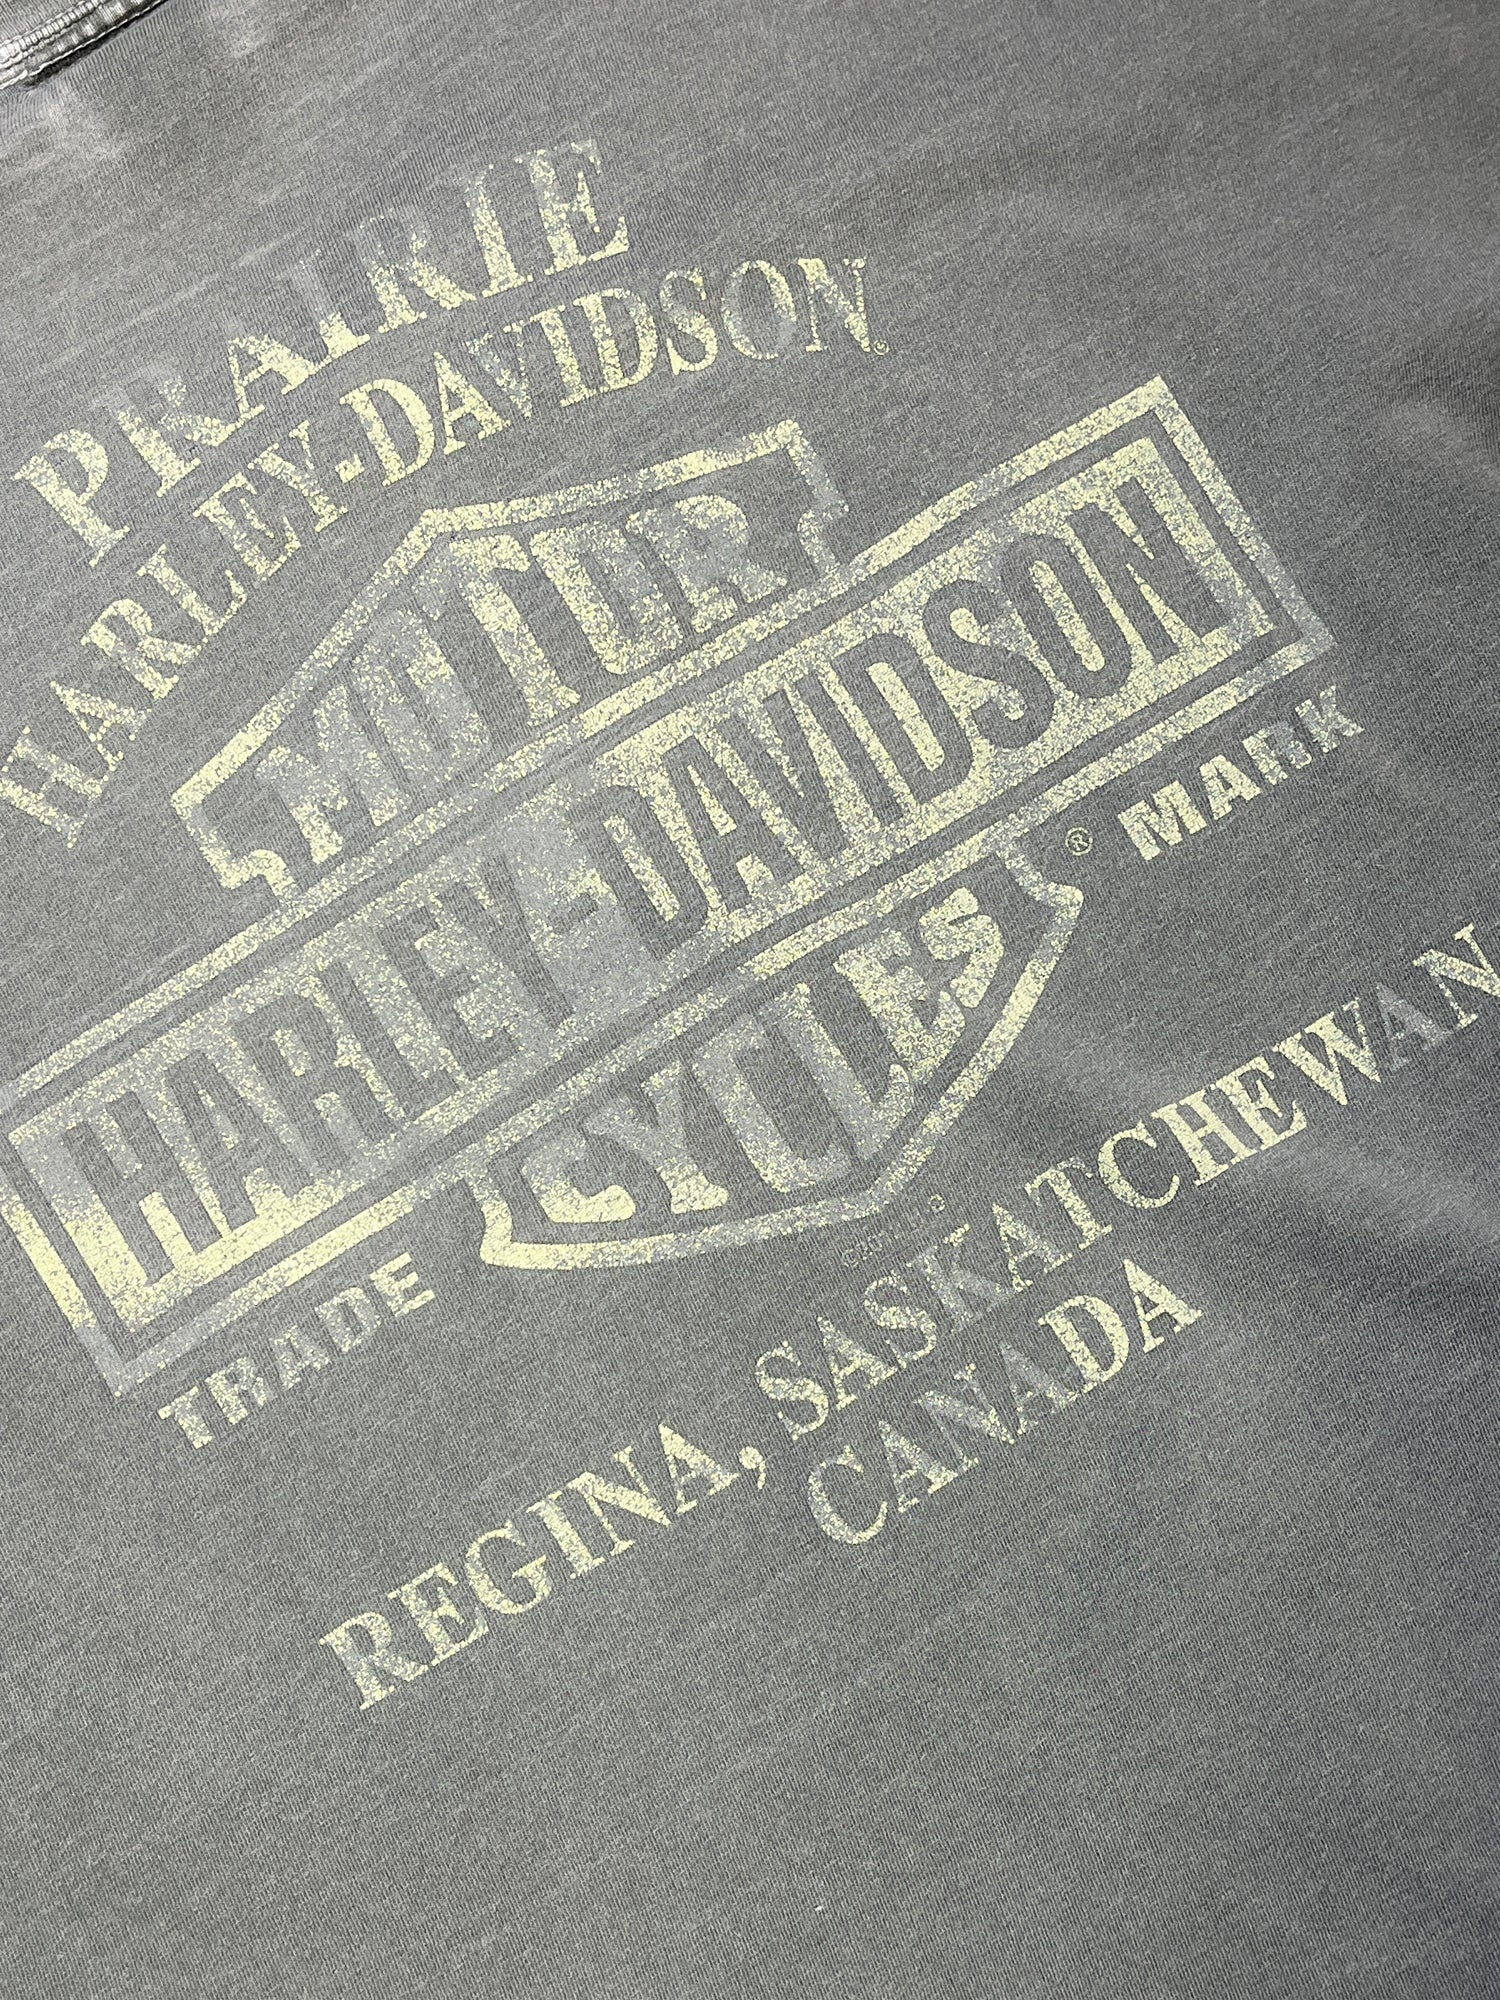 PRAIRIE
HARLEY-DAVIDSON®
MOTOR
HARLEY-DAVIDSON
CYCLES
TRADE ® MARK
REGINA, SASKATCHEWAN
CANADA